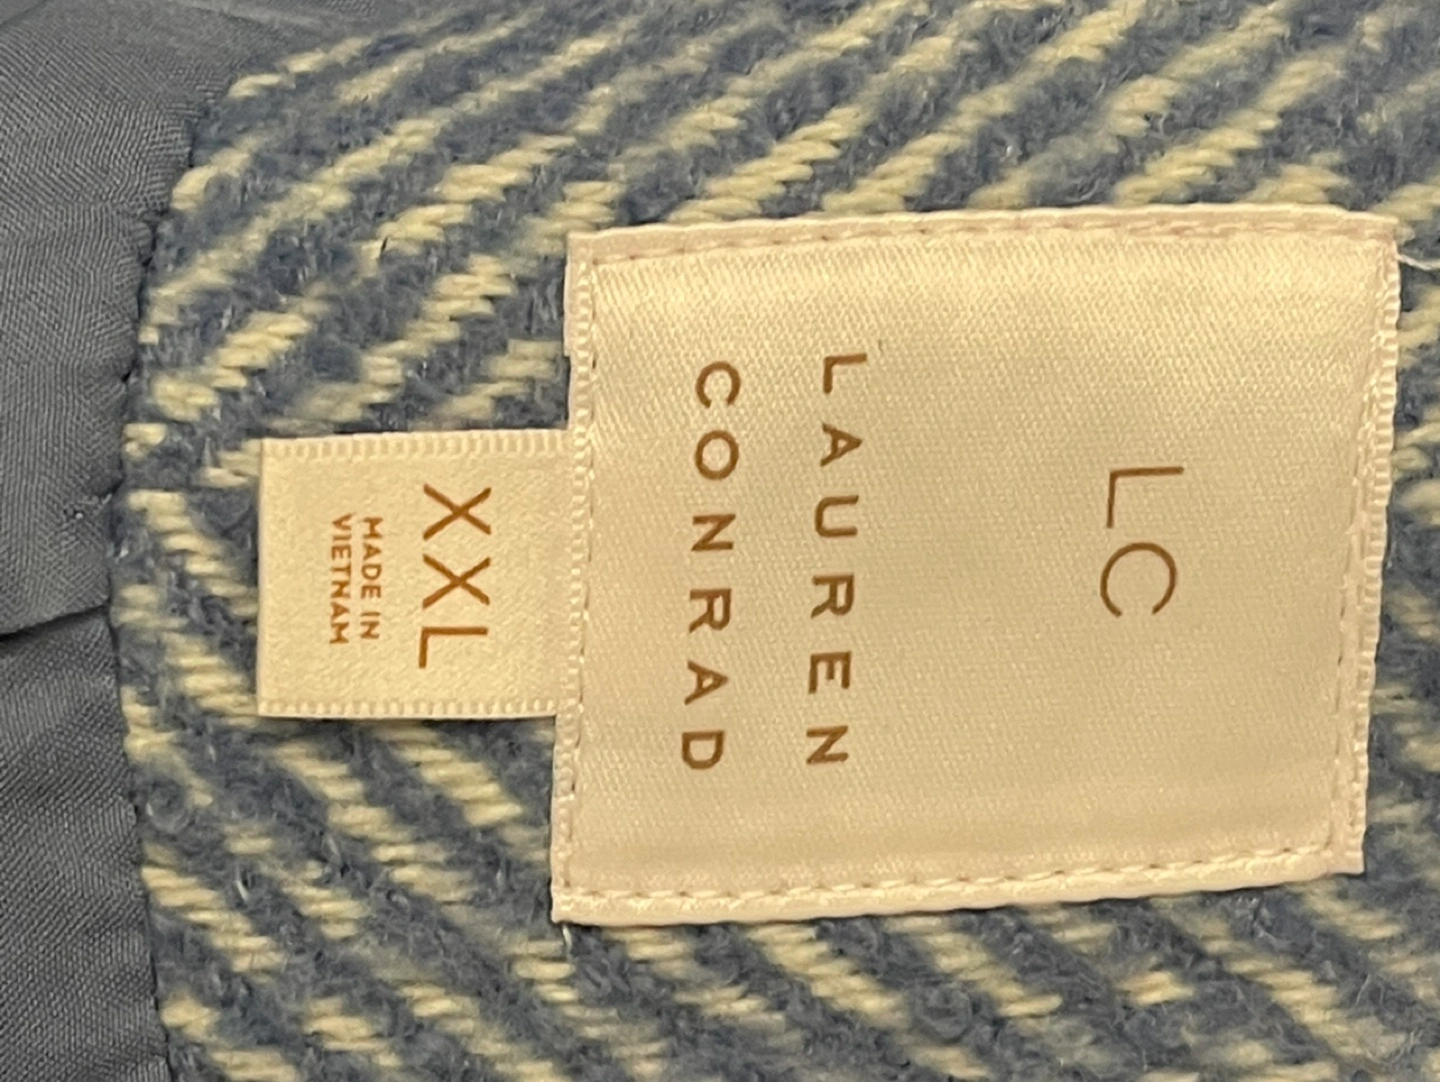 LC
LAUREN
CONRAD
XXL
MADE IN
VIETNAM